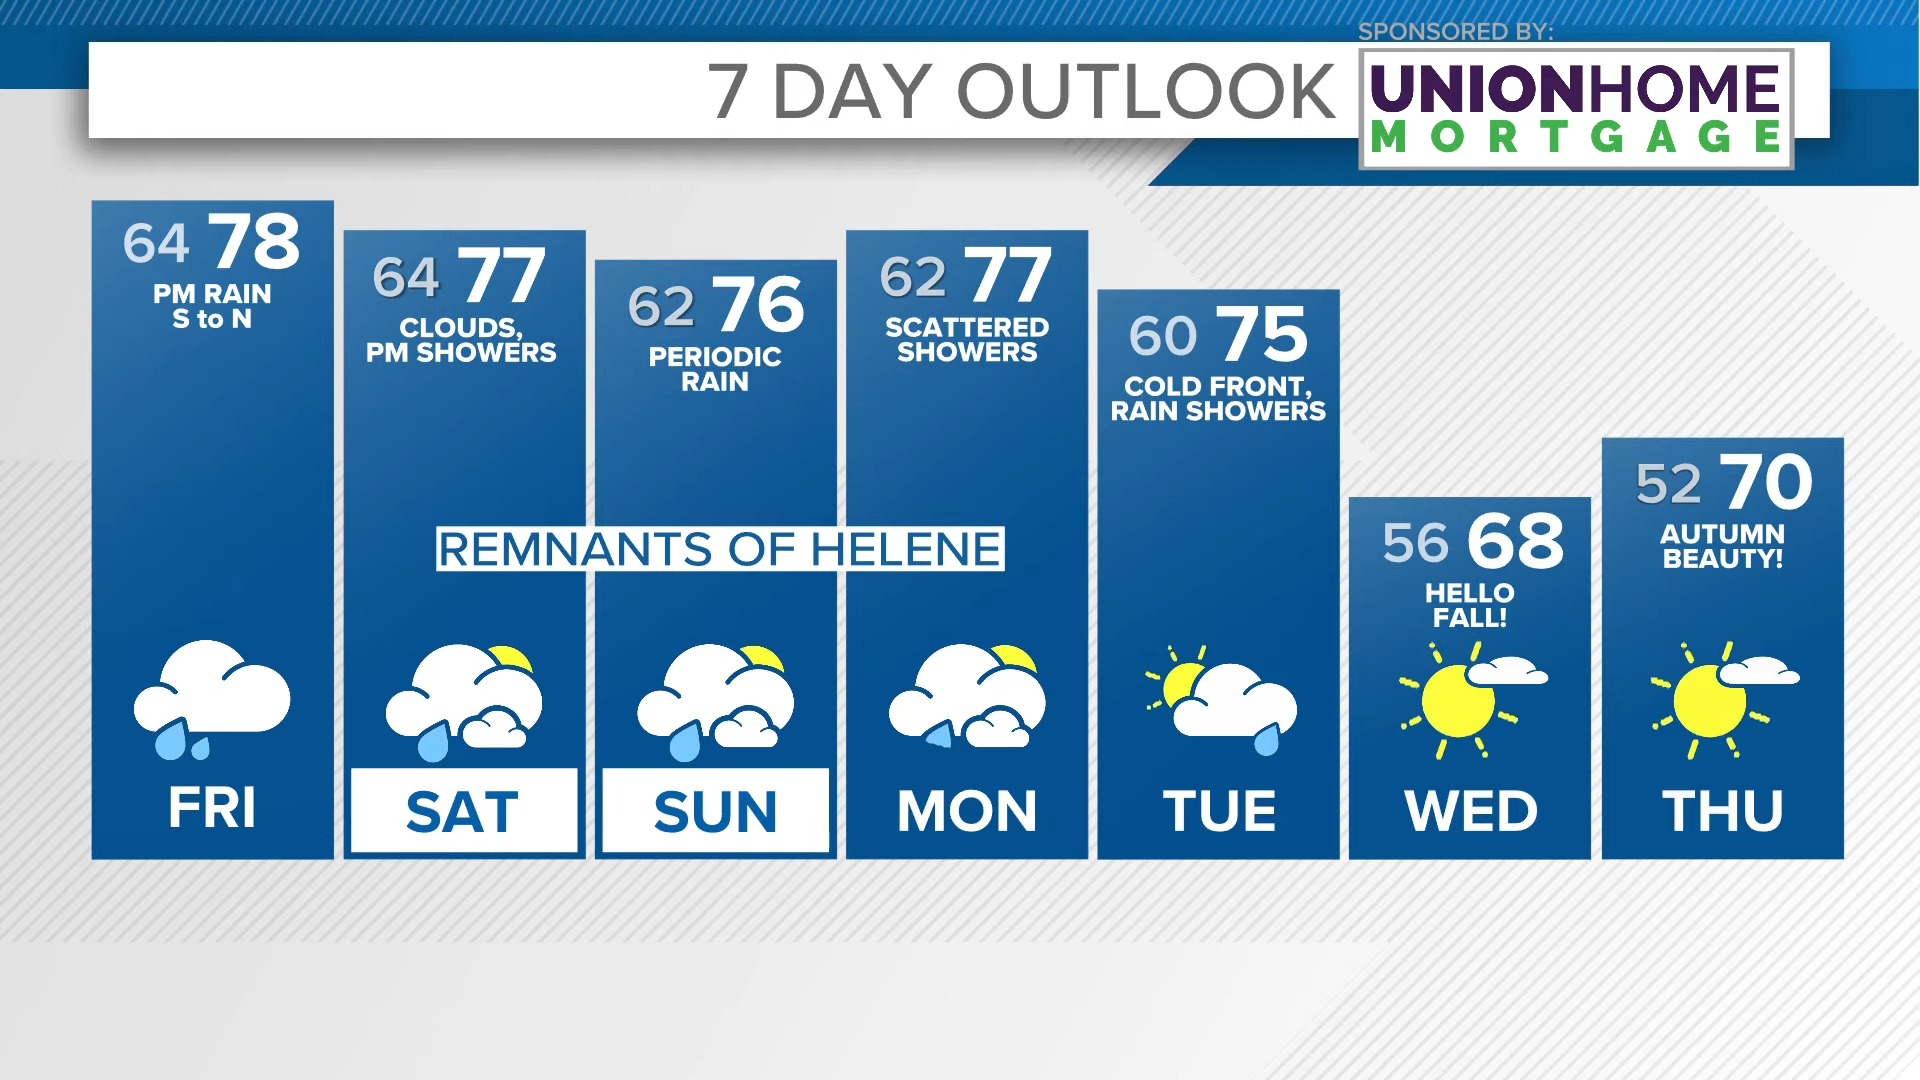 SPONSORED BY:
7 DAY OUTLOOK
UNIONHOME
MORTGAGE
64 78
PM RAIN
S to N
FRI
64 77
CLOUDS,
PM SHOWERS
SAT
62 76
PERIODIC
RAIN
SUN
62 77
SCATTERED
SHOWERS
MON
REMNANTS OF HELENE
60 75
COLD FRONT,
RAIN SHOWERS
TUE
56 68
HELLO
FALL!
WED
52 70
AUTUMN
BEAUTY!
THU